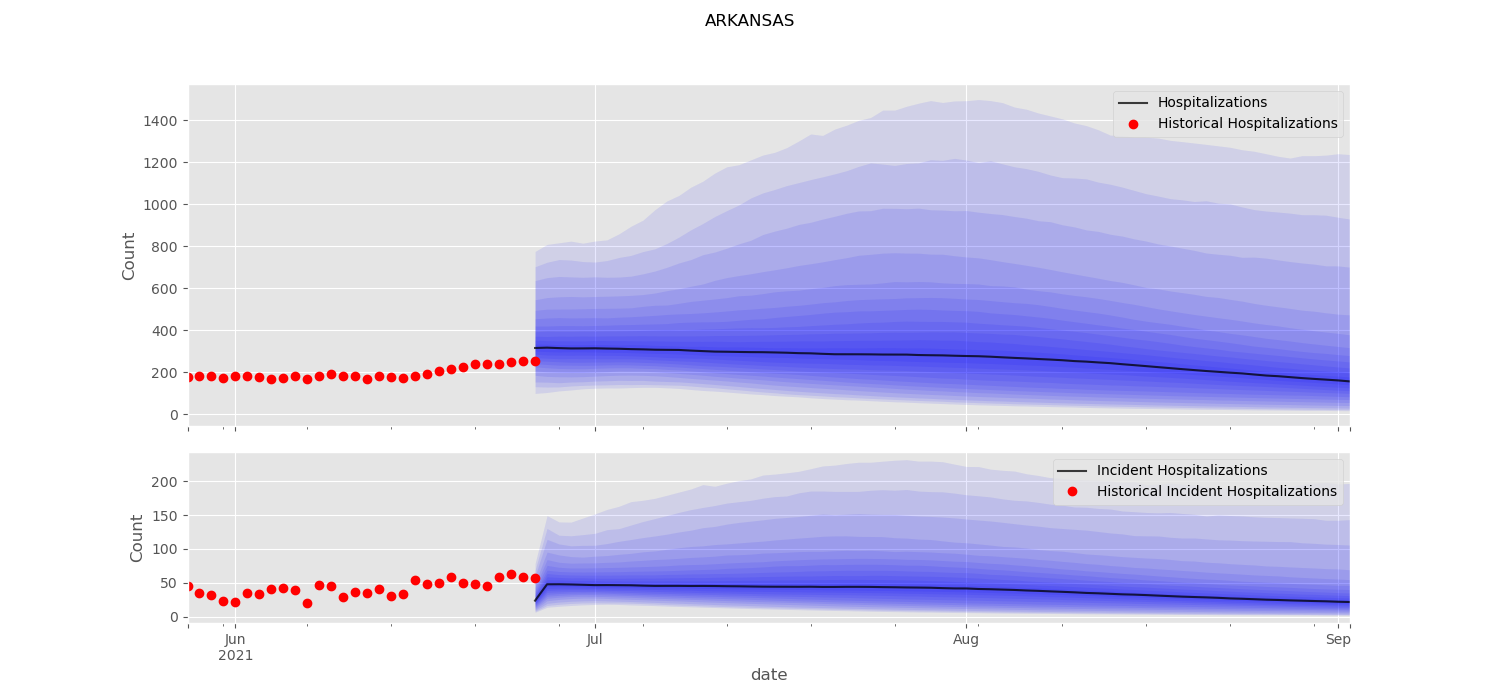 ARKANSAS
Hospitalizations
Historical Hospitalizations
Count
1400
1200
1000
800
600
400
200
0
Incident Hospitalizations
Historical Incident Hospitalizations
Count
200
150
100
50
0
Jun Jul Aug Sep
2021
date